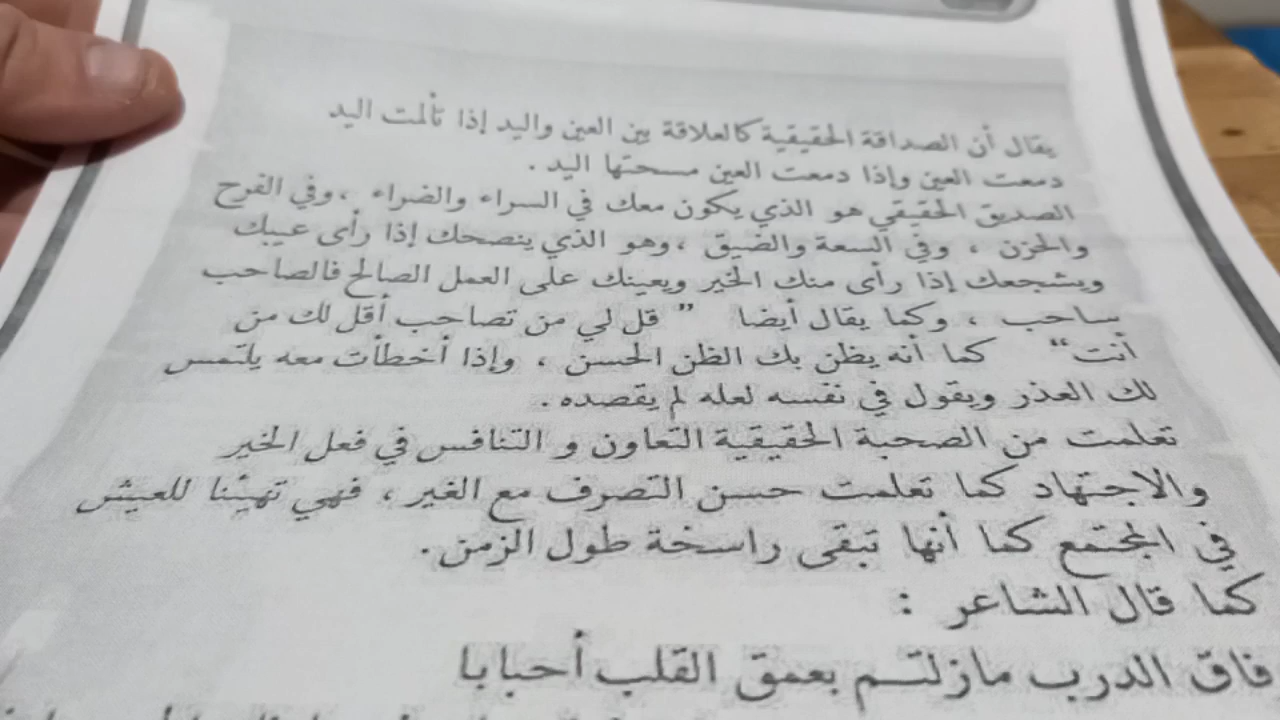 يقال أن الصداقة الحقيقية كالعلاقة بين العين واليد إذا تألمت اليد
دمعت العين وإذا دمعت العين مسحتها اليد .
الصديق الحقيقي هو الذي يكون معك في السراء والضراء ، وفي الفرح
والحزن ، وفي السعة والضيق ، وهو الذي ينصحك إذا رأى عيبك
ويشجعك إذا رأى منك الخير ويعينك على العمل الصالح فالصاحب
ساحب ، وكما يقال أيضا " قل لي من تصاحب أقل لك من
أنت" كما أنه يظن بك الظن الحسن ، وإذا أخطأت معه يلتمس
لك العذر ويقول في نفسه لعله لم يقصده .
تعلمت من الصحبة الحقيقية التعاون و التنافس في فعل الخير
والاجتهاد كما تعلمت حسن التصرف مع الغير ، فهي تهيئنا للعيش
في المجتمع كما أنها تبقى راسخة طول الزمن .
كما قال الشاعر :
فاق الدرب مازلتم بعمق القلب أحبابا